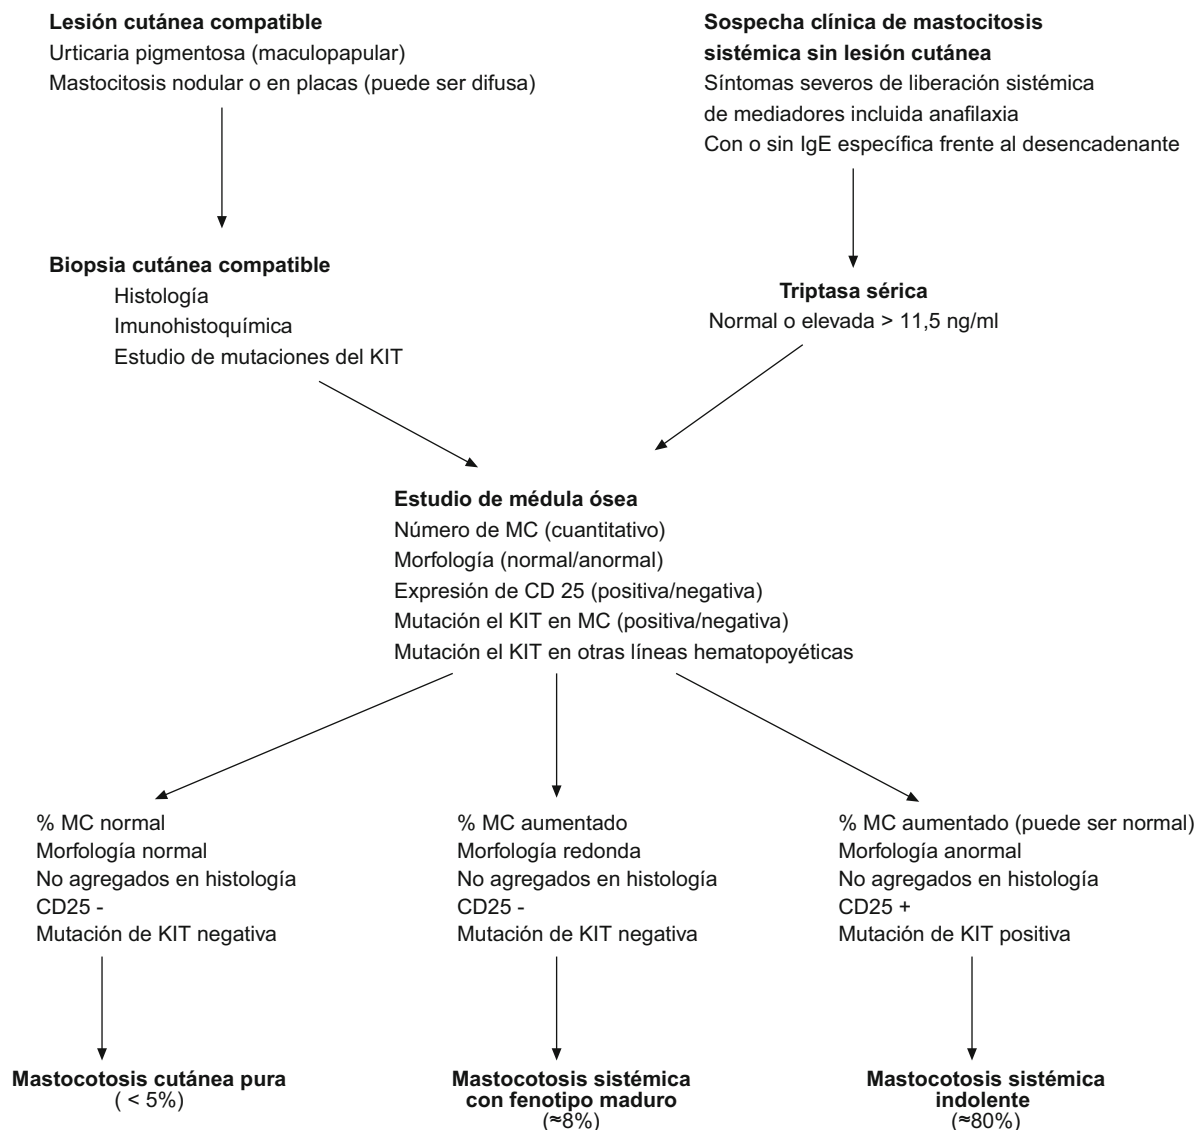 Lesión cutánea compatible
Urticaria pigmentosa (maculopapular)
Mastocitosis nodular o en placas (puede ser difusa)
Sospecha clínica de mastocitosis
sistémica sin lesión cutánea
Síntomas severos de liberación sistémica
de mediadores incluida anafilaxia
Con o sin IgE específica frente al desencadenante
Biopsia cutánea compatible
Histología
Imunohistoquímica
Estudio de mutaciones del KIT
Triptasa sérica
Normal o elevada > 11,5 ng/ml
Estudio de médula ósea
Número de MC (cuantitativo)
Morfología (normal/anormal)
Expresión de CD 25 (positiva/negativa)
Mutación el KIT en MC (positiva/negativa)
Mutación el KIT en otras líneas hematopoyéticas
% MC normal
Morfología normal
No agregados en histología
CD25 -
Mutación de KIT negativa
% MC aumentado
Morfología redonda
No agregados en histología
CD25 -
Mutación de KIT negativa
% MC aumentado (puede ser normal)
Morfología anormal
No agregados en histología
CD25 +
Mutación de KIT positiva
Mastocotosis cutánea pura
( < 5%)
Mastocotosis sistémica
con fenotipo maduro
(≈8%)
Mastocotosis sistémica
indolente
(≈80%)